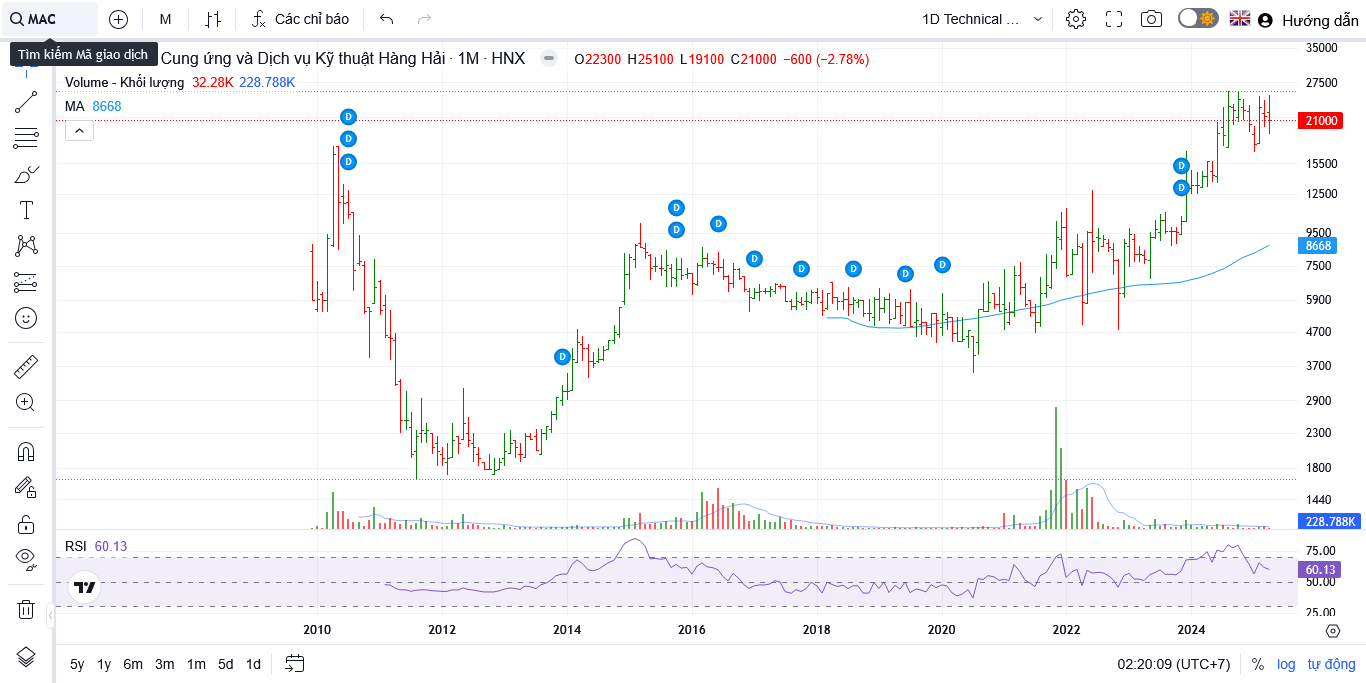 MAC
M
Các chỉ báo
1D Technical ...
Hướng dẫn
Tìm kiếm Mã giao dịch
Cung ứng và Dịch vụ Kỹ thuật Hàng Hải · 1M · HNX
O22300 H25100 L19100 C21000 −600 (−2.78%)
Volume - Khối lượng 32.28K 228.788K
MA 8668
35000
27500
21000
15500
12500
9500
8668
7500
5900
4700
3700
2900
2300
1800
1440
228.788K
D
D
D
D
D
D
D
D
D
D
D
D
D
D
RSI 60.13
75.00
60.13
50.00
25.00
2010 2012 2014 2016 2018 2020 2022 2024
5y 1y 6m 3m 1m 5d 1d
02:20:09 (UTC+7) % log tự động